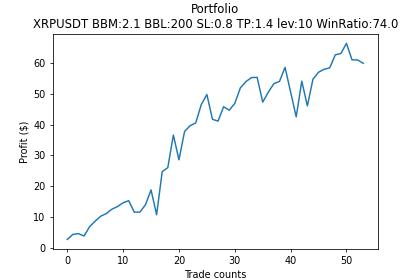 Portfolio
XRPUSDT BBM:2.1 BBL:200 SL:0.8 TP:1.4 lev:10 WinRatio:74.0
60
50
40
30
20
10
0
Profit ($)
0 10 20 30 40 50
Trade counts